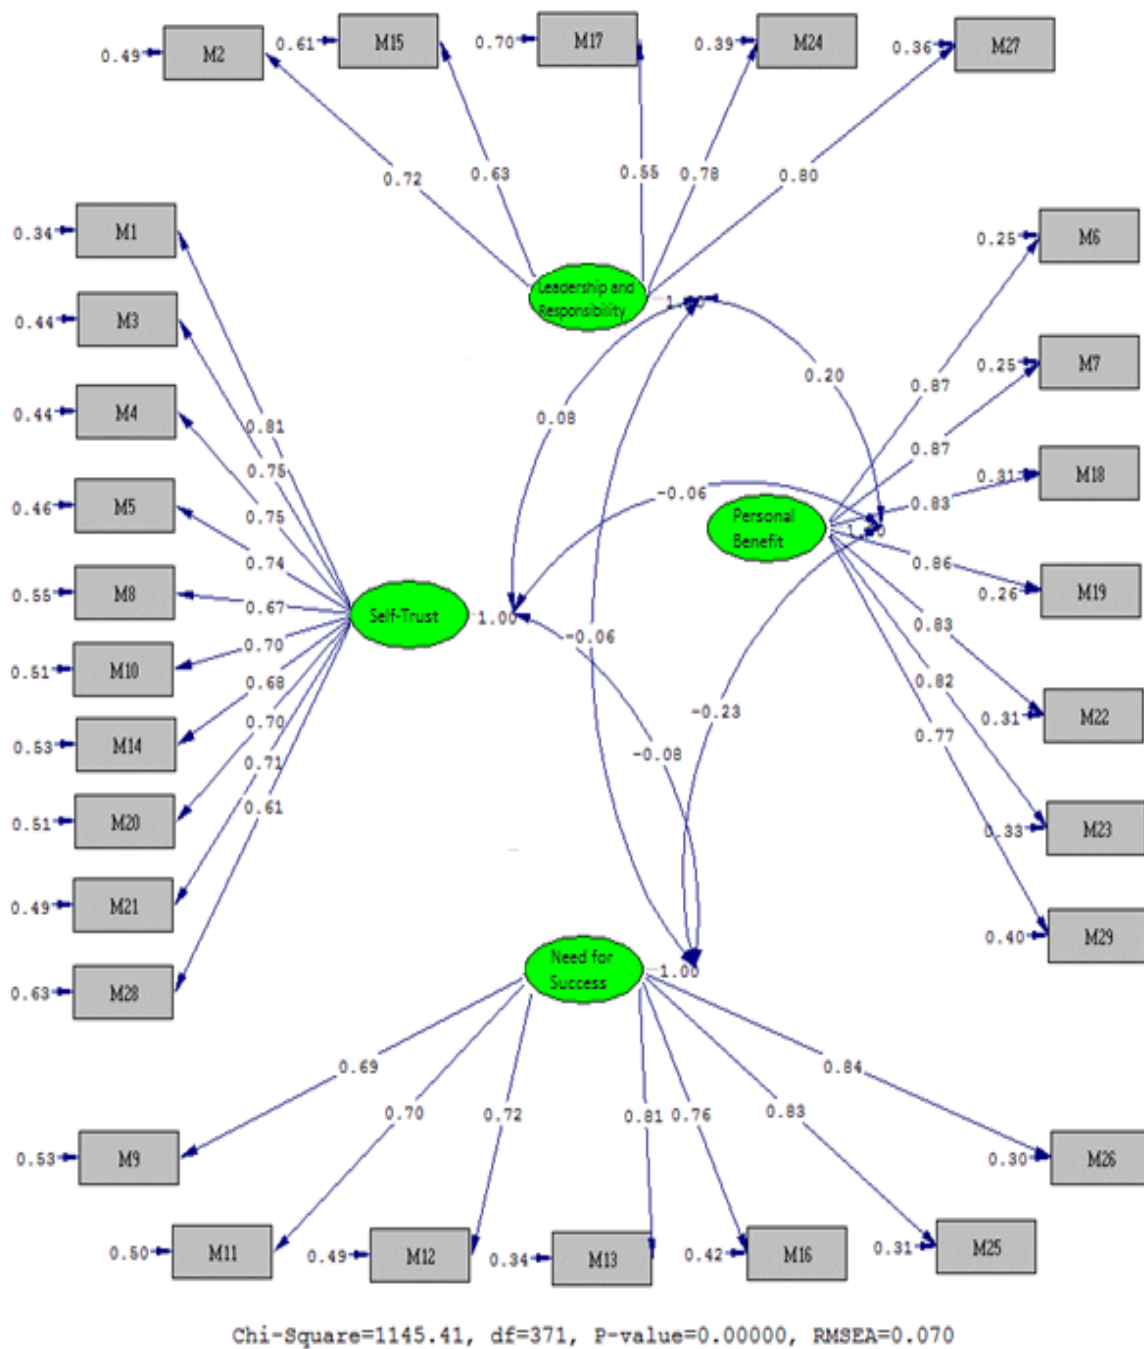 0.49 M2
0.61 M15
0.70 M17
0.39 M24
0.36 M27
0.72
0.63
0.55
0.78
0.80
Leadership and
Responsibility
0.34 M1
0.44 M3
0.44 M4
0.46 M5
0.55 M8
0.51 M10
0.53 M14
0.51 M20
0.49 M21
0.63 M28
0.81
0.75
0.75
0.74
0.67
0.70
0.68
0.70
0.71
0.61
Self-Trust
1.00
0.08
0.20
-0.06
-0.06
-0.23
-0.08
Personal
Benefit
0.25 M6
0.25 M7
0.31 M18
0.26 M19
0.31 M22
0.33 M23
0.40 M29
0.87
0.87
0.83
0.86
0.83
0.82
0.77
Need for
Success
1.00
0.69
0.70
0.72
0.81
0.76
0.83
0.84
0.53 M9
0.50 M11
0.49 M12
0.34 M13
0.42 M16
0.31 M25
0.30 M26
Chi-Square=1145.41, df=371, P-value=0.00000, RMSEA=0.070